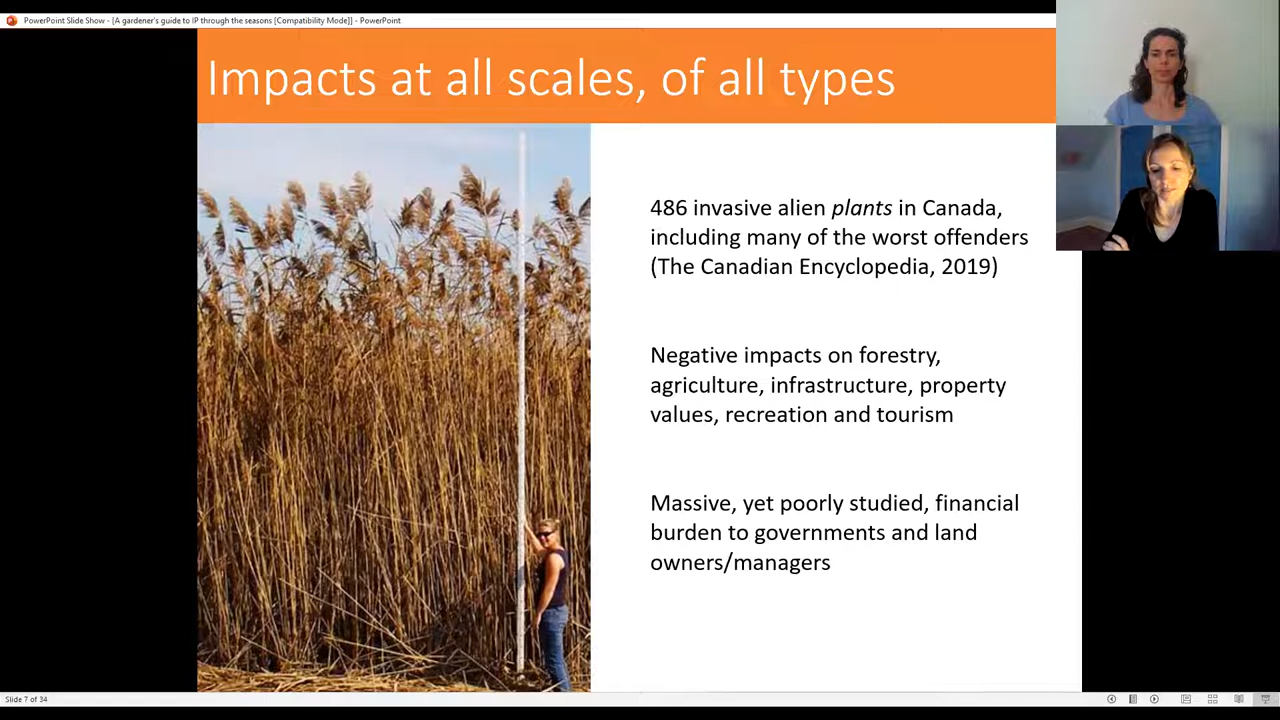 PowerPoint Slide Show - [A gardener's guide to IP through the seasons [Compatibility Mode]] - PowerPoint
Impacts at all scales, of all types
486 invasive alien plants in Canada,
including many of the worst offenders
(The Canadian Encyclopedia, 2019)
Negative impacts on forestry,
agriculture, infrastructure, property
values, recreation and tourism
Massive, yet poorly studied, financial
burden to governments and land
owners/managers
Slide 7 of 34